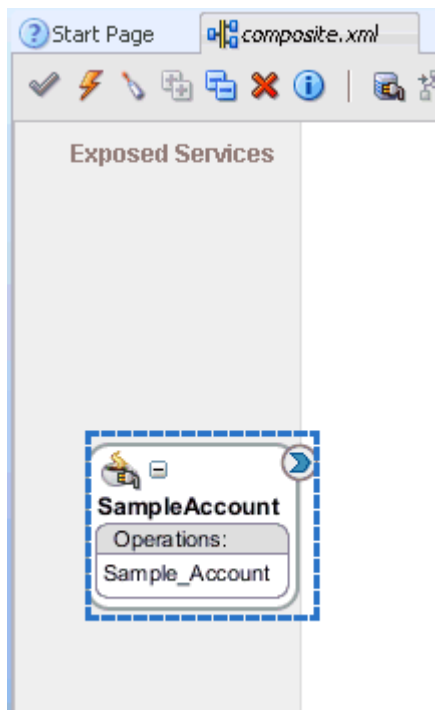 Start Page composite.xml
Exposed Services
SampleAccount
Operations:
Sample_Account